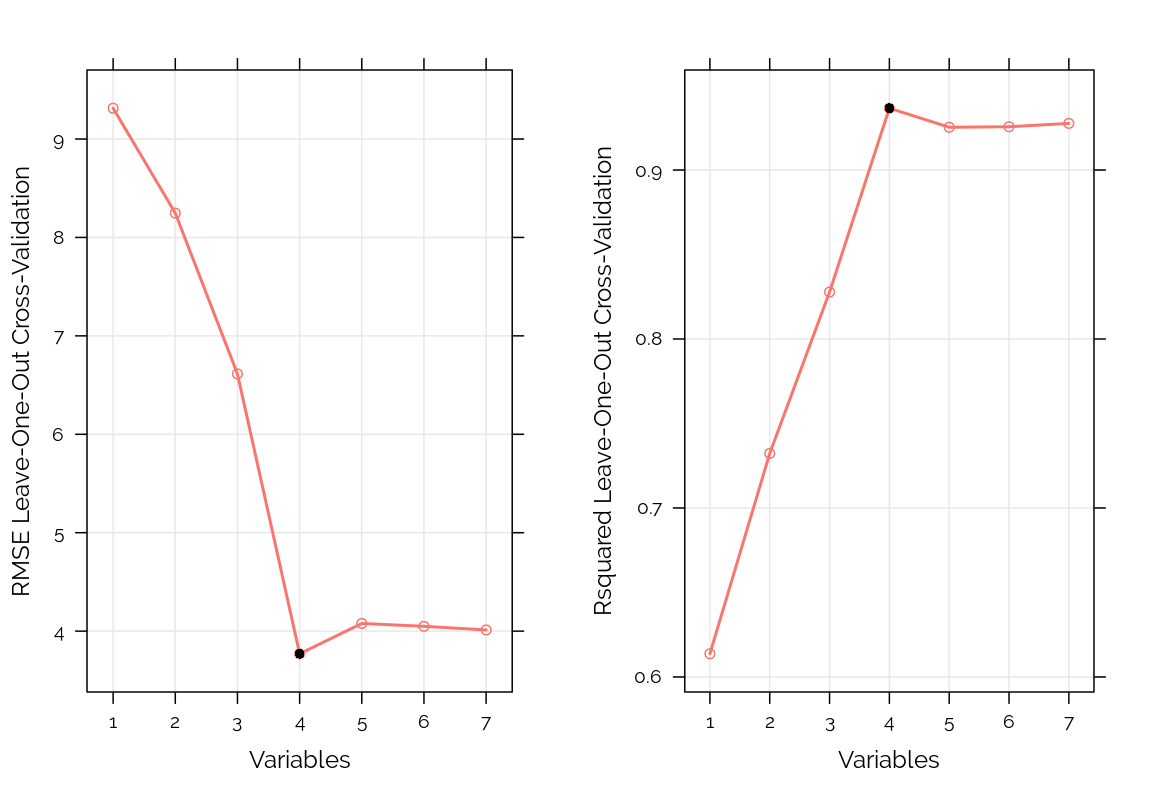 RMSE Leave-One-Out Cross-Validation
9
8
7
6
5
4
1 2 3 4 5 6 7
Variables
Rsquared Leave-One-Out Cross-Validation
0.9
0.8
0.7
0.6
1 2 3 4 5 6 7
Variables